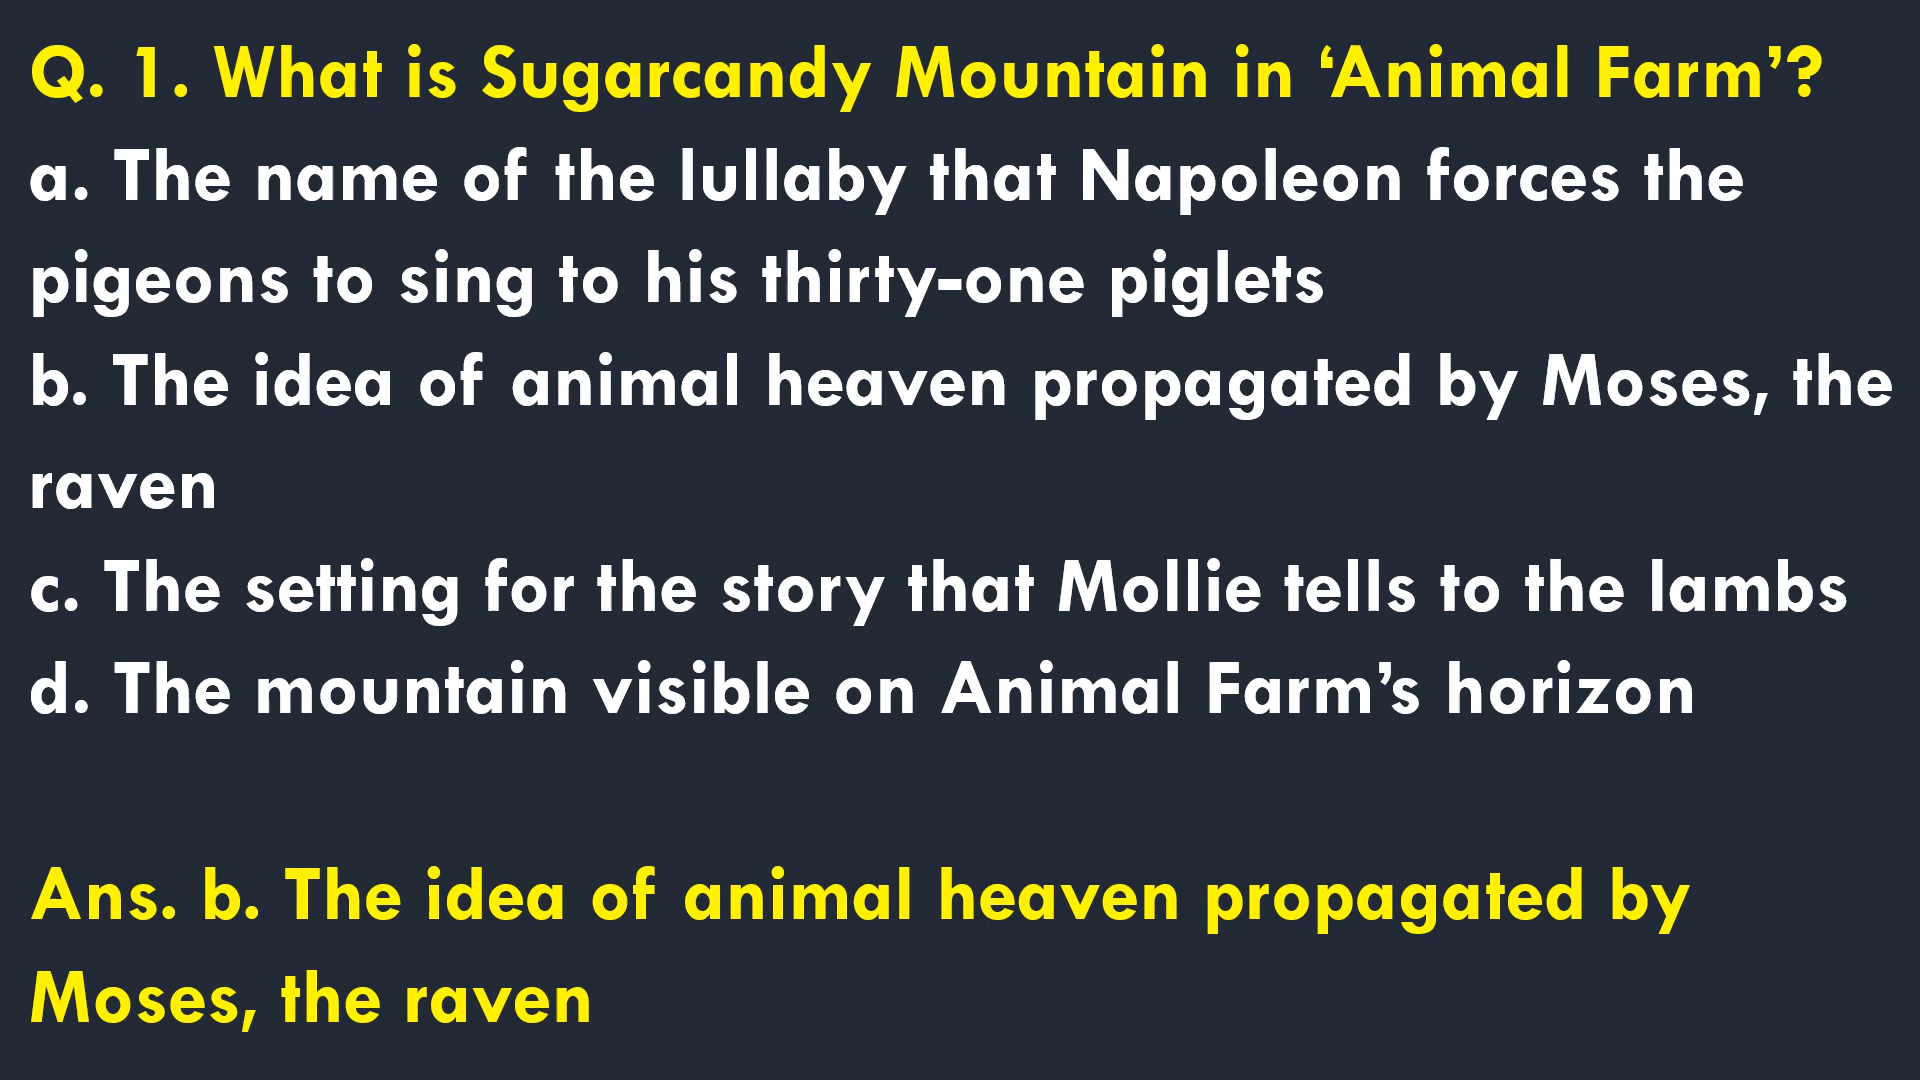 Q. 1. What is Sugarcandy Mountain in ‘Animal Farm’?
a. The name of the lullaby that Napoleon forces the
pigeons to sing to his thirty-one piglets
b. The idea of animal heaven propagated by Moses, the
raven
c. The setting for the story that Mollie tells to the lambs
d. The mountain visible on Animal Farm’s horizon
Ans. b. The idea of animal heaven propagated by
Moses, the raven